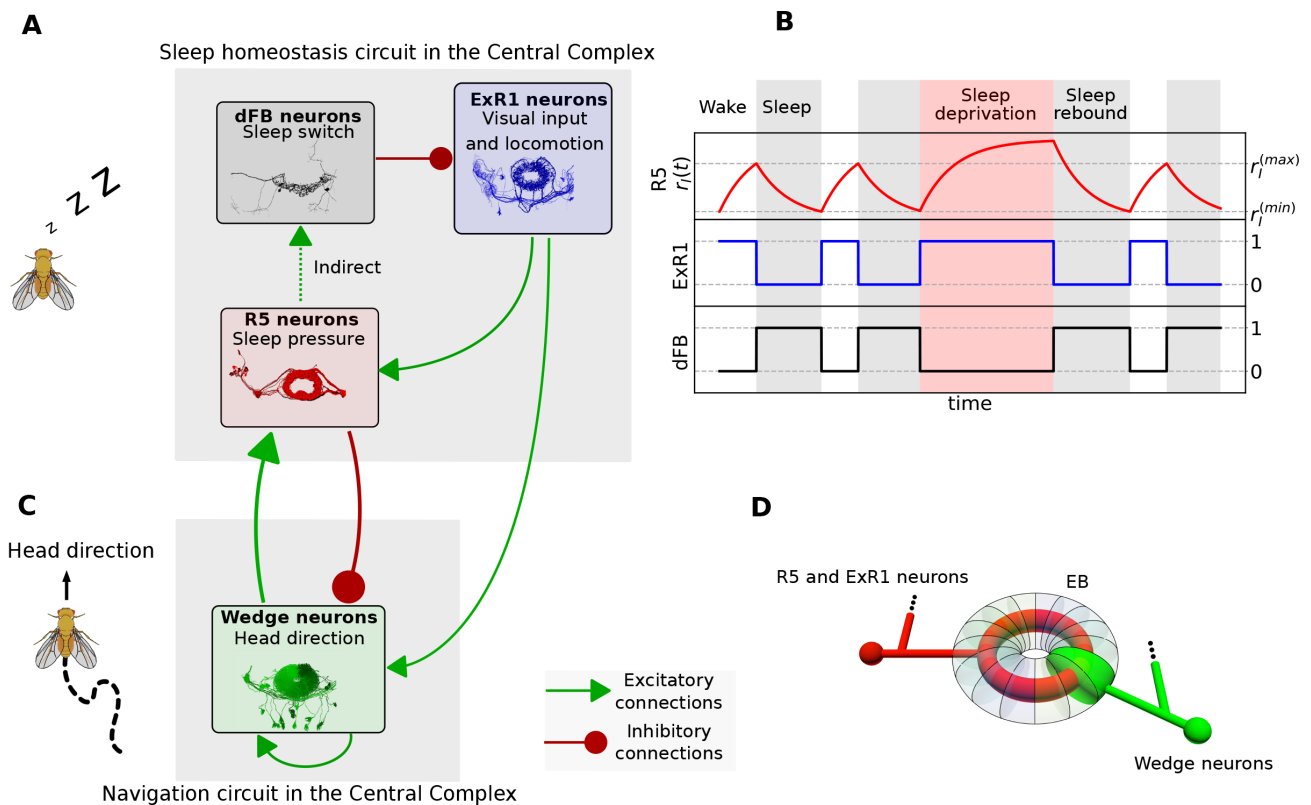 A
Sleep homeostasis circuit in the Central Complex
dFB neurons
Sleep switch
ExR1 neurons
Visual input
and locomotion
z z z
Indirect
R5 neurons
Sleep pressure
B
Wake
Sleep
Sleep
deprivation
Sleep
rebound
R5
r_l(t)
r_l^(max)
r_l^(min)
ExR1
1
0
dFB
1
0
time
C
Head direction
Wedge neurons
Head direction
Excitatory
connections
Inhibitory
connections
Navigation circuit in the Central Complex
D
R5 and ExR1 neurons
EB
Wedge neurons